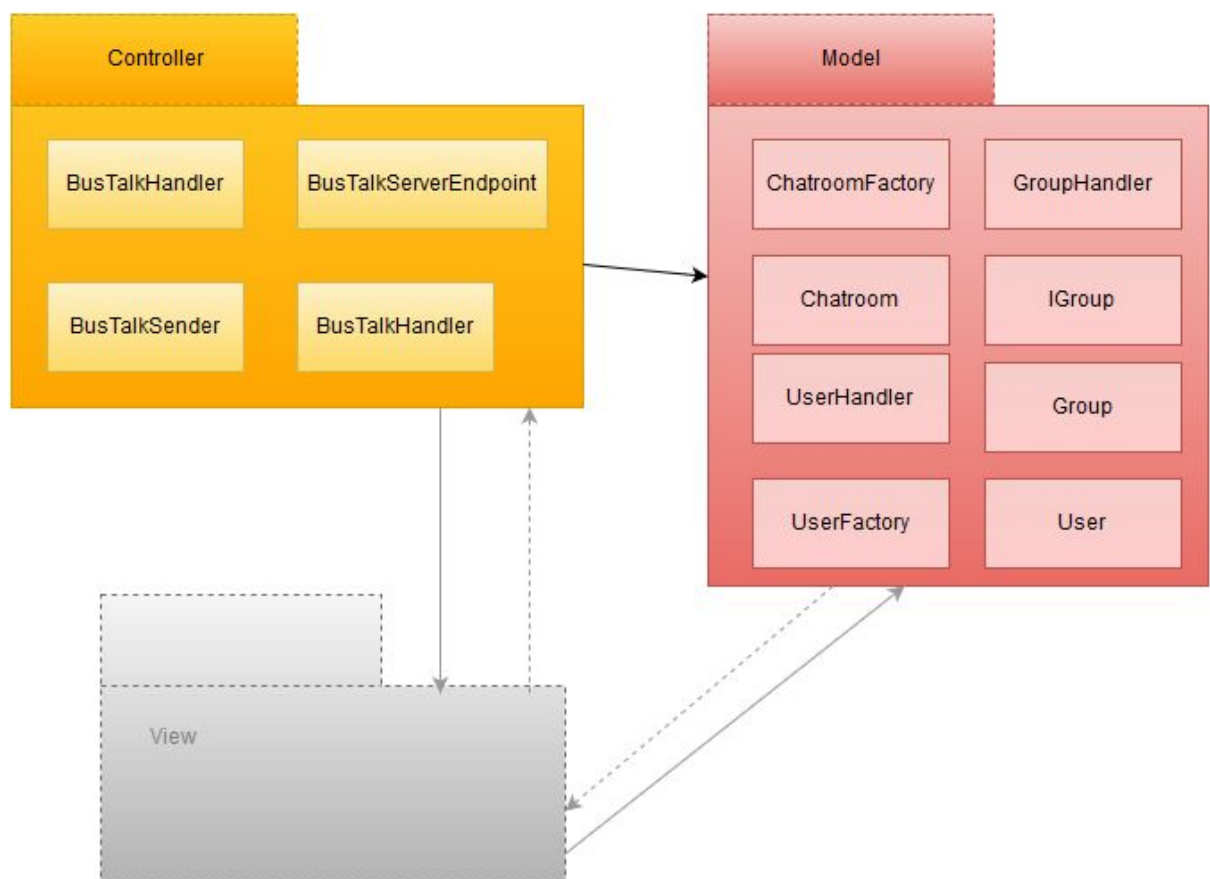 Controller
BusTalkHandler
BusTalkServerEndpoint
BusTalkSender
BusTalkHandler
Model
ChatroomFactory
GroupHandler
Chatroom
IGroup
UserHandler
Group
UserFactory
User
View